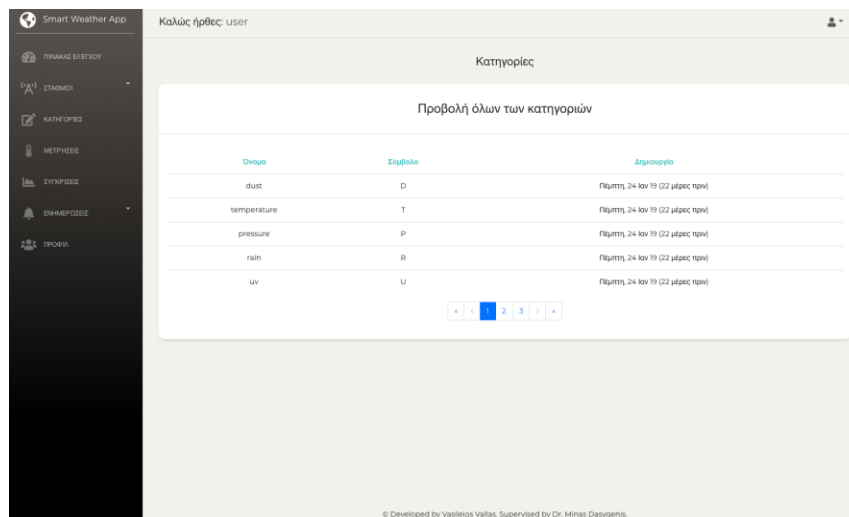 Smart Weather App
Καλώς ήρθες: user
ΠΙΝΑΚΑΣ ΕΛΕΓΧΟΥ
ΣΤΑΘΜΟΙ
ΚΑΤΗΓΟΡΙΕΣ
ΜΕΤΡΗΣΕΙΣ
ΣΥΓΚΡΙΣΕΙΣ
ΕΝΗΜΕΡΩΣΕΙΣ
ΠΡΟΦΙΛ
Κατηγορίες
Προβολή όλων των κατηγοριών
Όνομα Σύμβολο Δημιουργία
dust D Πέμπτη, 24 Ιαν 19 (22 μέρες πριν)
temperature T Πέμπτη, 24 Ιαν 19 (22 μέρες πριν)
pressure P Πέμπτη, 24 Ιαν 19 (22 μέρες πριν)
rain R Πέμπτη, 24 Ιαν 19 (22 μέρες πριν)
uv U Πέμπτη, 24 Ιαν 19 (22 μέρες πριν)
« < 1 2 3 > »
© Developed by Vasileios Vallas. Supervised by Dr. Minas Dasygenis.